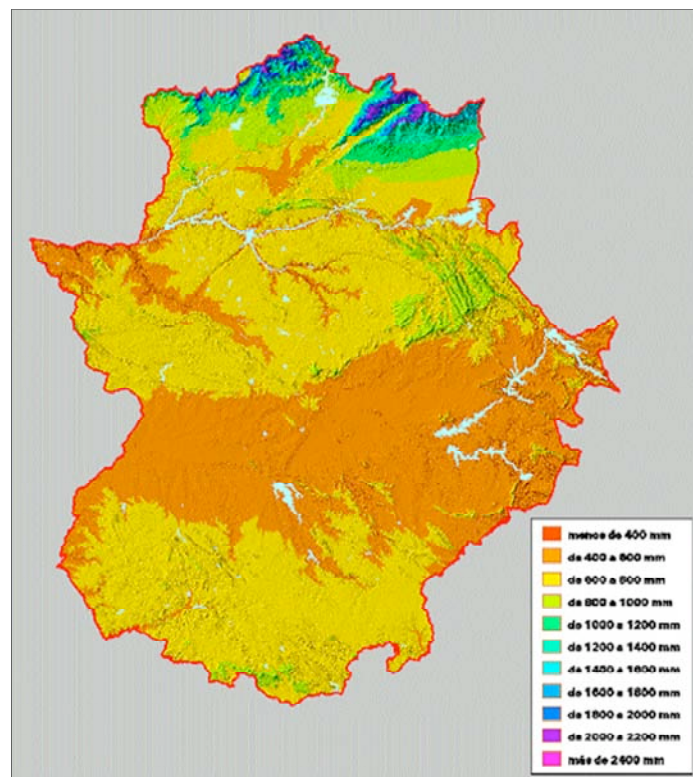 menos de 400 mm
de 400 a 600 mm
de 600 a 800 mm
de 800 a 1000 mm
de 1000 a 1200 mm
de 1200 a 1400 mm
de 1400 a 1600 mm
de 1600 a 1800 mm
de 1800 a 2000 mm
de 2000 a 2200 mm
más de 2400 mm